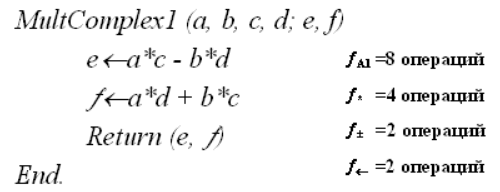 MultComplex1 (a, b, c, d; e, f)
e←a*c - b*d
f_A1 =8 операций
f←a*d + b*c
f_* =4 операций
Return (e, f)
f_± =2 операций
End.
f_← =2 операций